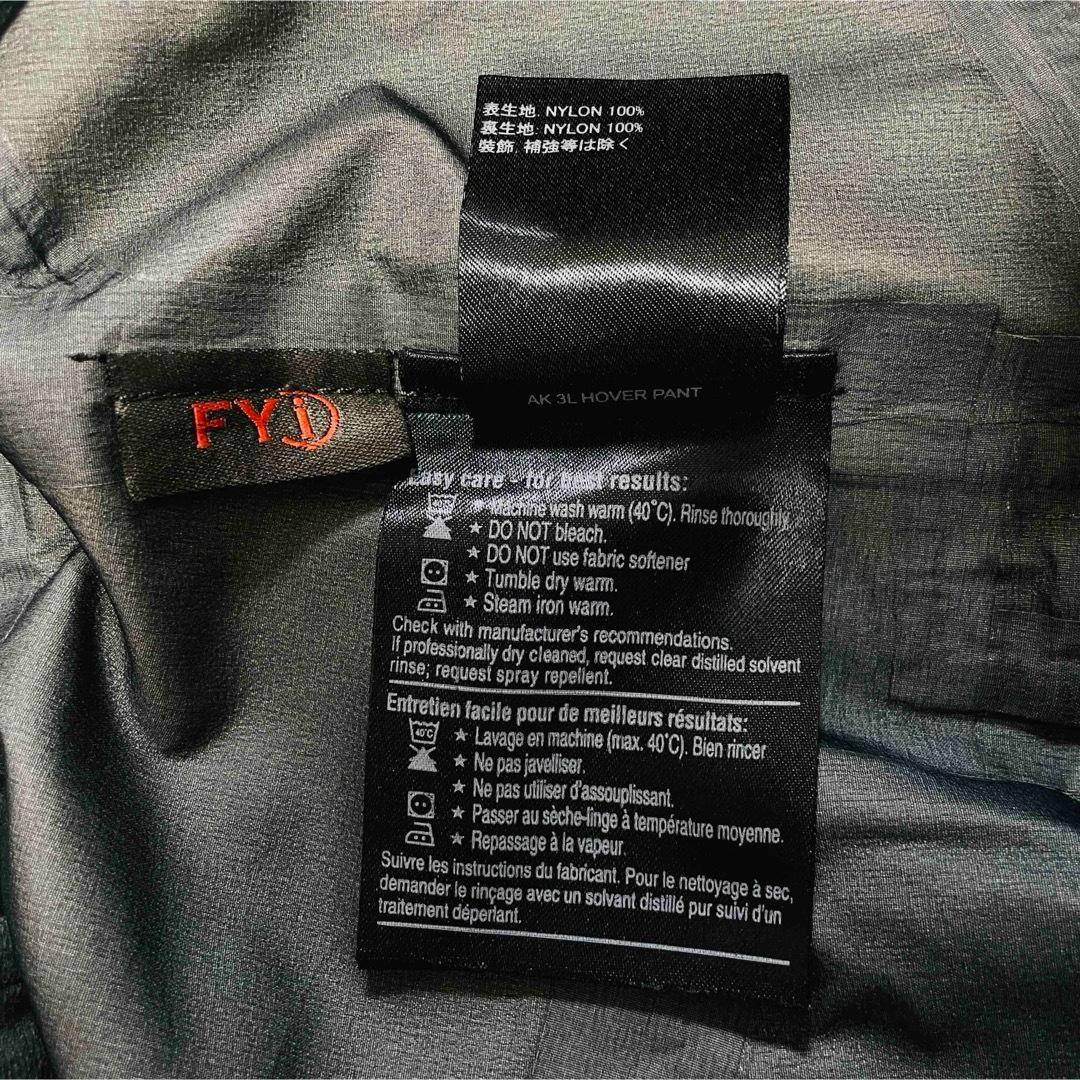 表生地. NYLON 100%
裏生地: NYLON 100%
装飾, 補強等は除く
AK 3L HOVER PANT
FYi
Easy care - for best results:
★ Machine wash warm (40°C). Rinse thoroughly.
★ DO NOT bleach.
★ DO NOT use fabric softener
★ Tumble dry warm.
★ Steam iron warm.
Check with manufacturer's recommendations.
If professionally dry cleaned, request clear distilled solvent
rinse; request spray repellent.
Entretien facile pour de meilleurs résultats:
40°C ★ Lavage en machine (max. 40°C). Bien rincer
★ Ne pas javelliser.
★ Ne pas utiliser d'assouplissant.
★ Passer au sèche-linge à température moyenne.
★ Repassage à la vapeur.
Suivre les instructions du fabricant. Pour le nettoyage à sec,
demander le rinçage avec un solvant distillé pur suivi d'un
traitement déperlant.